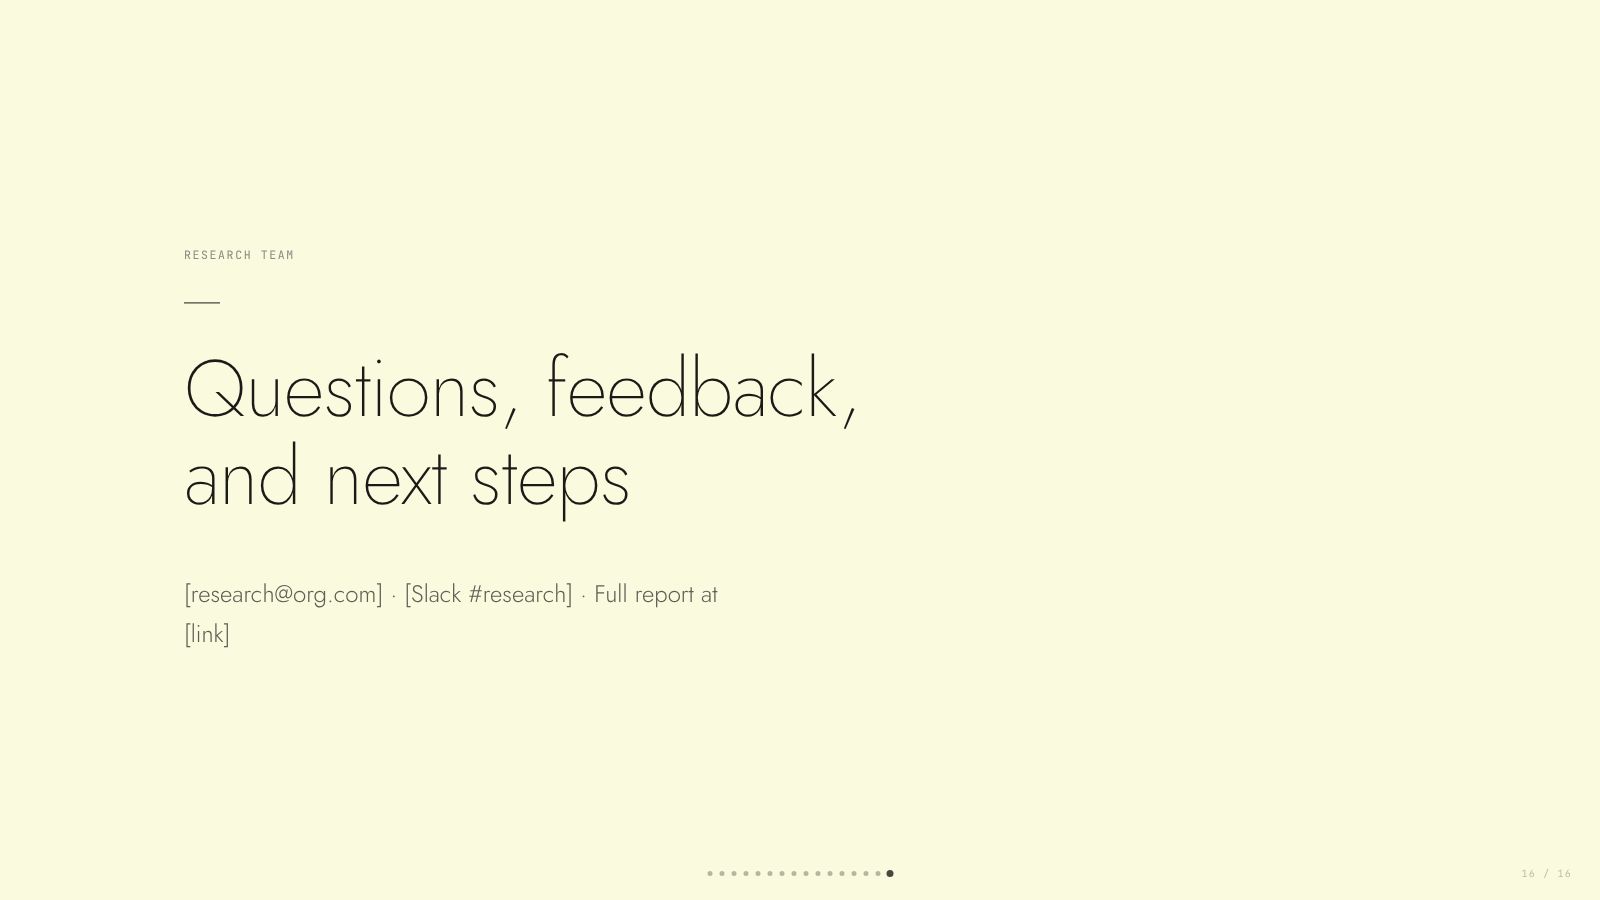 RESEARCH TEAM
Questions, feedback,
and next steps
[research@org.com] · [Slack #research] · Full report at
[link]
16 / 16